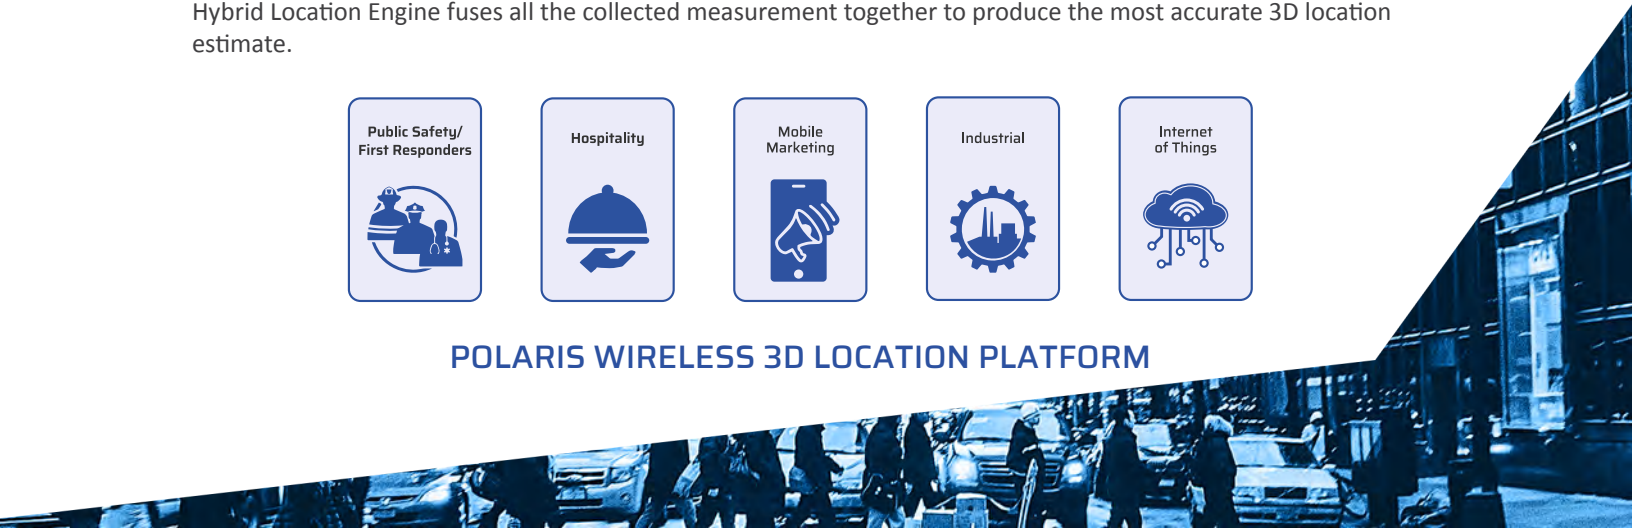 Hybrid Location Engine fuses all the collected measurement together to produce the most accurate 3D location
estimate.
Public Safety/
First Responders
Hospitality
Mobile
Marketing
Industrial
Internet
of Things
POLARIS WIRELESS 3D LOCATION PLATFORM